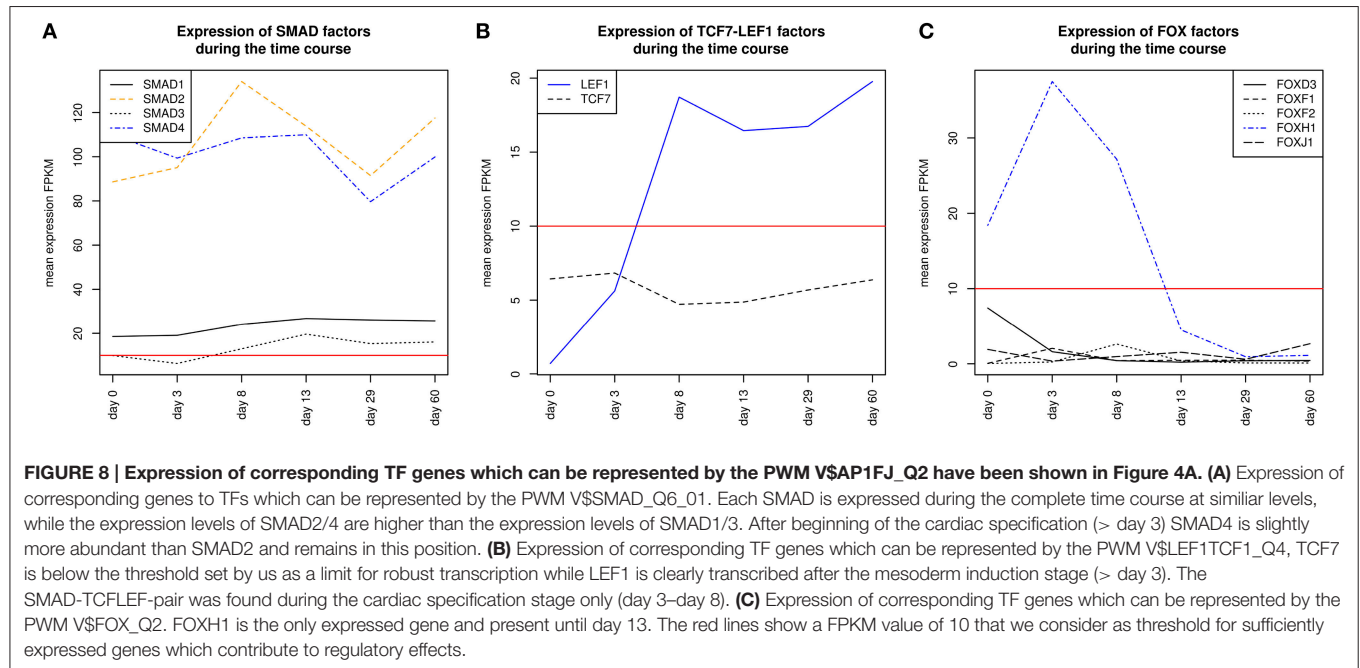 A
Expression of SMAD factors
during the time course
SMAD1
SMAD2
SMAD3
SMAD4
mean expression FPKM
120
100
80
60
40
20
day 0
day 3
day 8
day 13
day 29
day 60
B
Expression of TCF7-LEF1 factors
during the time course
LEF1
TCF7
mean expression FPKM
20
15
10
5
0
day 0
day 3
day 8
day 13
day 29
day 60
C
Expression of FOX factors
during the time course
FOXD3
FOXF1
FOXF2
FOXH1
FOXJ1
mean expression FPKM
30
20
10
0
day 0
day 3
day 8
day 13
day 29
day 60
FIGURE 8 | Expression of corresponding TF genes which can be represented by the PWM V$AP1FJ_Q2 have been shown in Figure 4A. (A) Expression of
corresponding genes to TFs which can be represented by the PWM V$SMAD_Q6_01. Each SMAD is expressed during the complete time course at similiar levels,
while the expression levels of SMAD2/4 are higher than the expression levels of SMAD1/3. After beginning of the cardiac specification (> day 3) SMAD4 is slightly
more abundant than SMAD2 and remains in this position. (B) Expression of corresponding TF genes which can be represented by the PWM V$LEF1TCF1_Q4, TCF7
is below the threshold set by us as a limit for robust transcription while LEF1 is clearly transcribed after the mesoderm induction stage (> day 3). The
SMAD-TCFLEF-pair was found during the cardiac specification stage only (day 3–day 8). (C) Expression of corresponding TF genes which can be represented by the
PWM V$FOX_Q2. FOXH1 is the only expressed gene and present until day 13. The red lines show a FPKM value of 10 that we consider as threshold for sufficiently
expressed genes which contribute to regulatory effects.